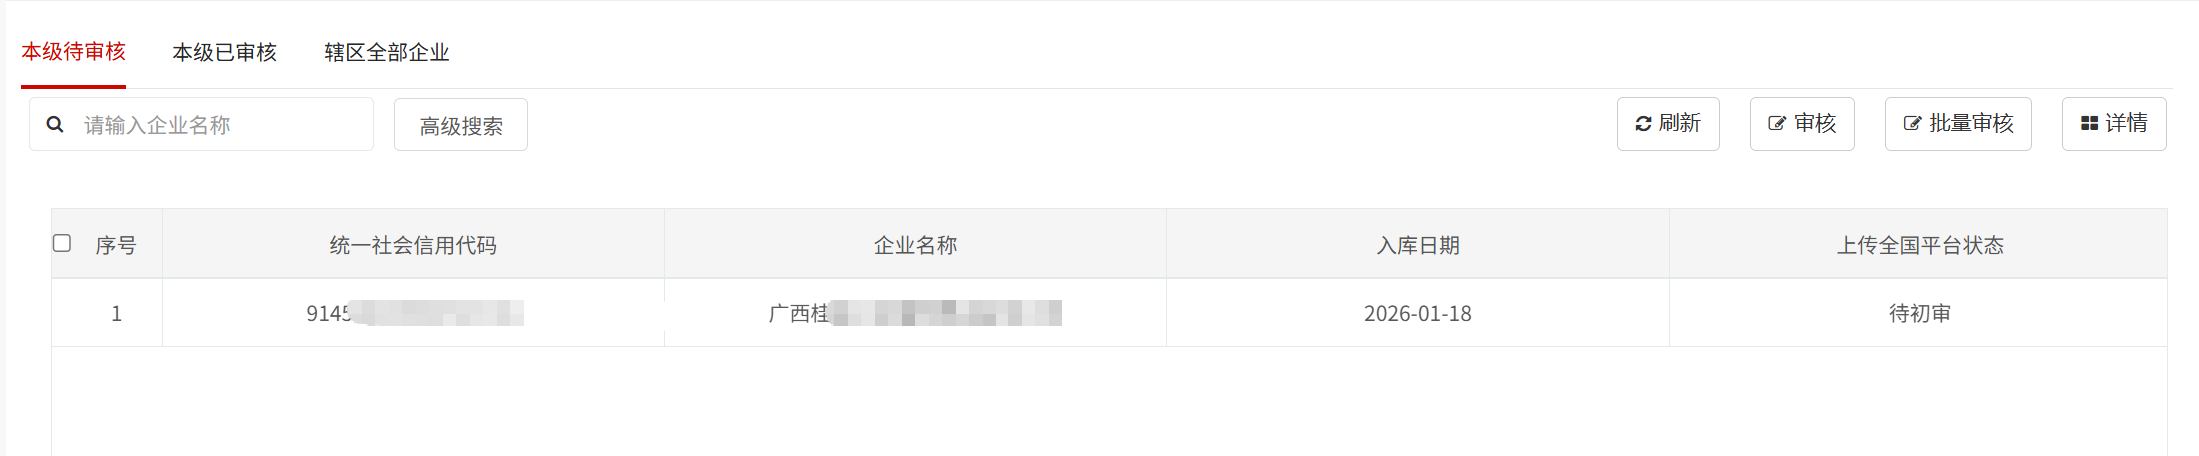 本级待审核 本级已审核 辖区全部企业
请输入企业名称 高级搜索 刷新 审核 批量审核 详情
序号 统一社会信用代码 企业名称 入库日期 上传全国平台状态
1 9145 广西桂 2026-01-18 待初审